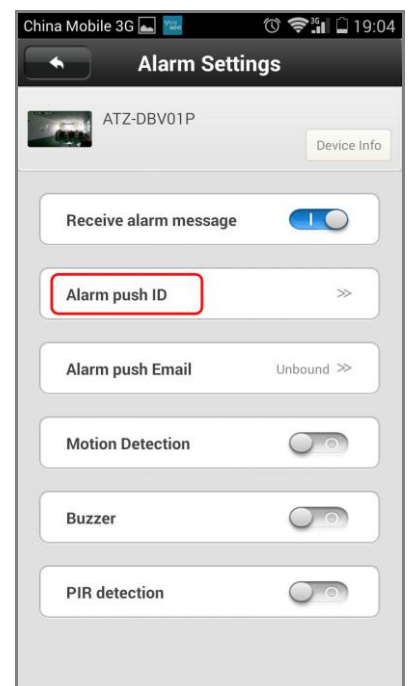 China Mobile 3G 3G 19:04
Alarm Settings
ATZ-DBV01P
Device Info
Receive alarm message
Alarm push ID >>
Alarm push Email Unbound >>
Motion Detection
Buzzer
PIR detection